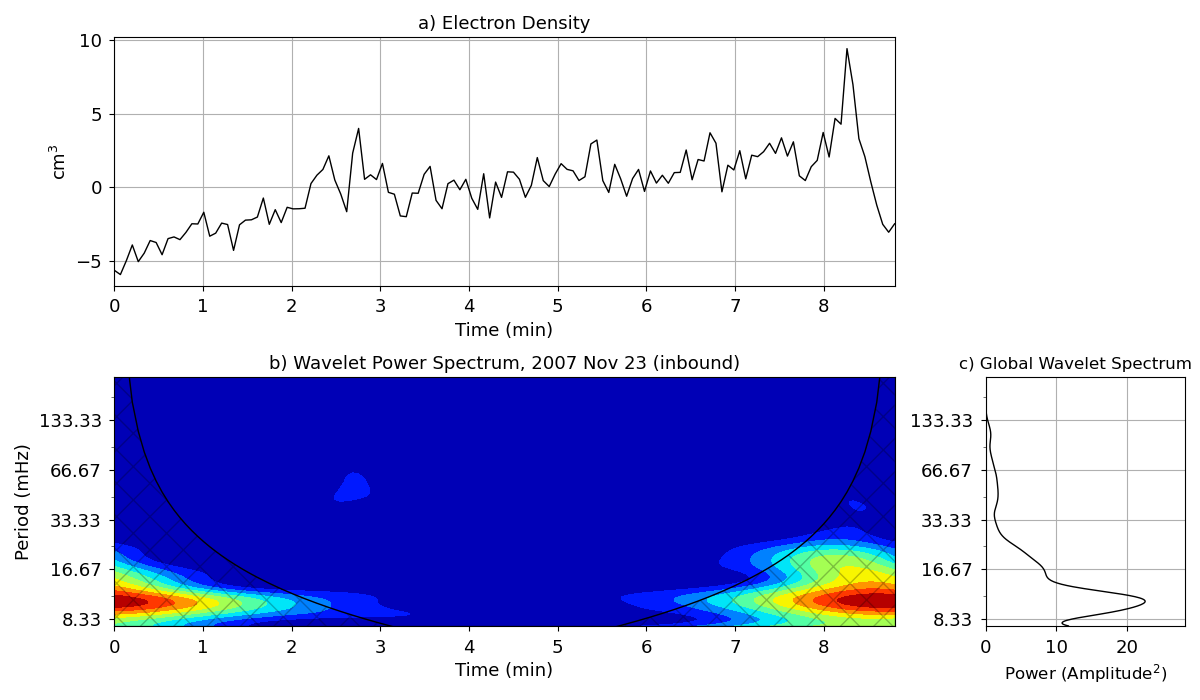 a) Electron Density
10
5
0
−5
cm³
0 1 2 3 4 5 6 7 8
Time (min)
b) Wavelet Power Spectrum, 2007 Nov 23 (inbound)
133.33
66.67
33.33
16.67
8.33
Period (mHz)
0 1 2 3 4 5 6 7 8
Time (min)
c) Global Wavelet Spectrum
133.33
66.67
33.33
16.67
8.33
0 10 20
Power (Amplitude²)